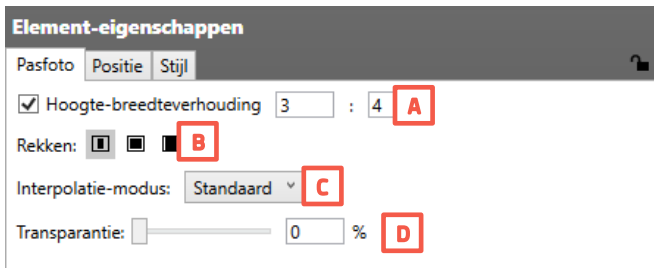 Element-eigenschappen
Pasfoto Positie Stijl
Hoogte-breedteverhouding 3 : 4 A
Rekken: B
Interpolatie-modus: Standaard C
Transparantie: 0 % D